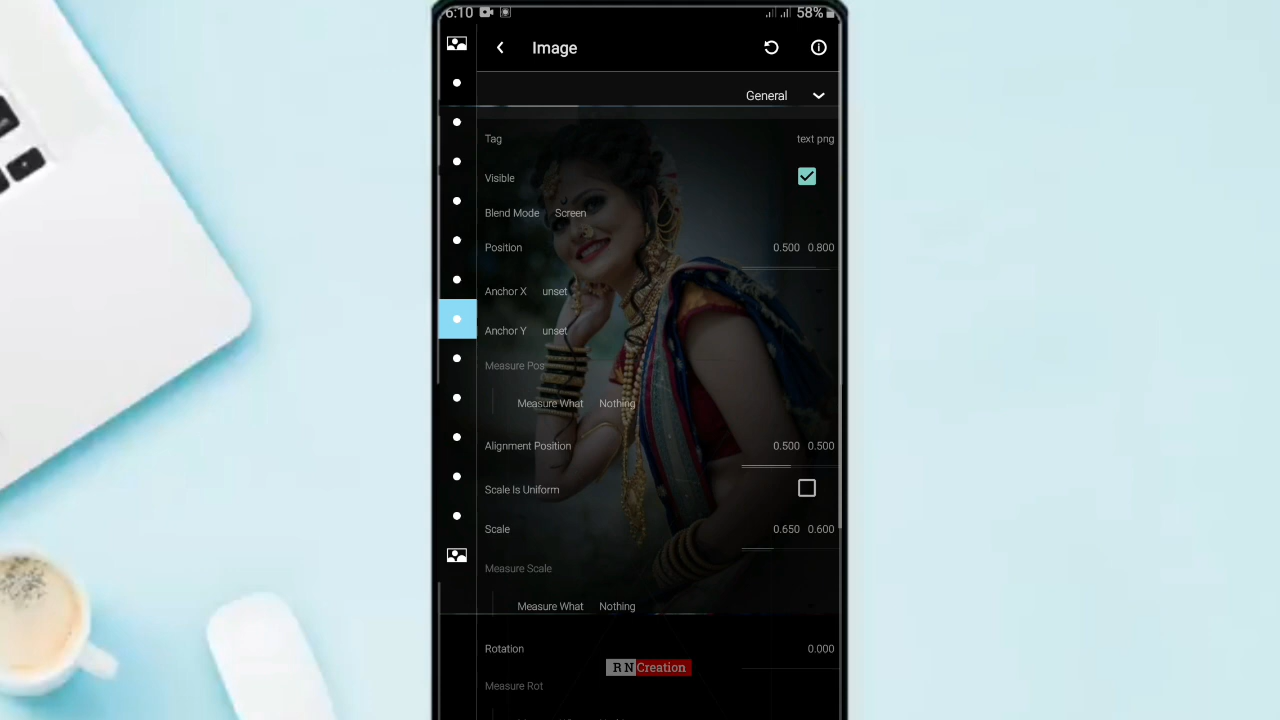 6:10 58%
Image
General
Tag text png
Visible
Blend Mode Screen
Position 0.500 0.800
Anchor X unset
Anchor Y unset
Measure Pos
Measure What Nothing
Alignment Position 0.500 0.500
Scale Is Uniform
Scale 0.650 0.600
Measure Scale
Measure What Nothing
Rotation 0.000
R N Creation
Measure Rot